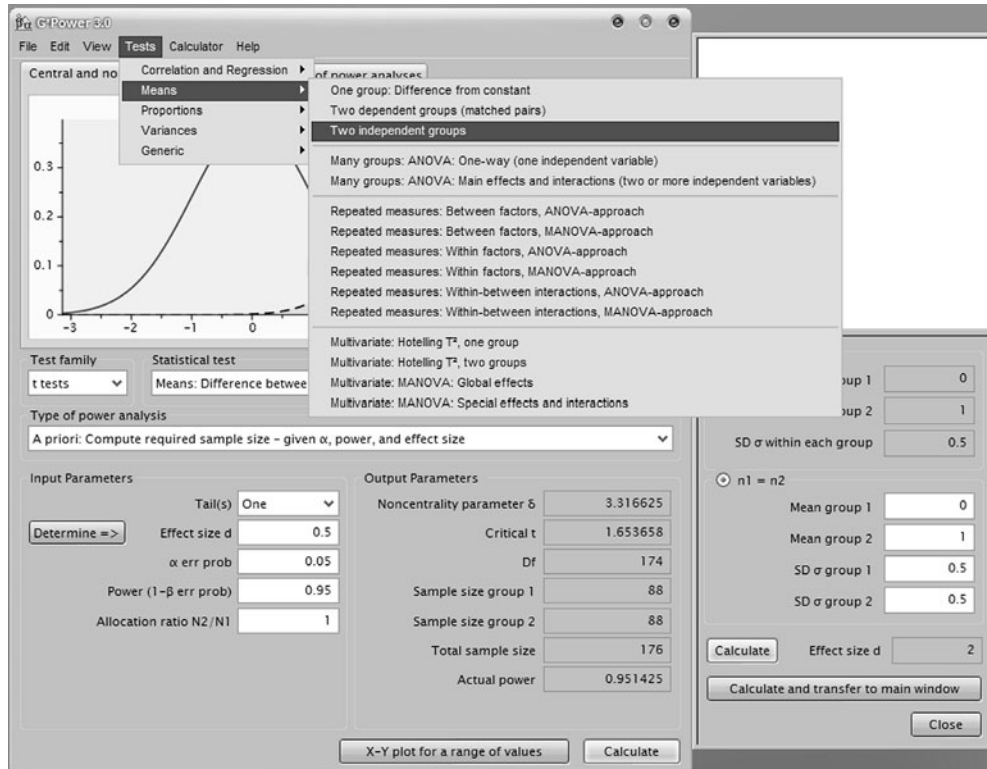 βα G*Power 3.0
File Edit View Tests Calculator Help
Central and no
of power analyses
Correlation and Regression
Means
Proportions
Variances
Generic
One group: Difference from constant
Two dependent groups (matched pairs)
Two independent groups
Many groups: ANOVA: One-way (one independent variable)
Many groups: ANOVA: Main effects and interactions (two or more independent variables)
Repeated measures: Between factors, ANOVA-approach
Repeated measures: Between factors, MANOVA-approach
Repeated measures: Within factors, ANOVA-approach
Repeated measures: Within factors, MANOVA-approach
Repeated measures: Within-between interactions, ANOVA-approach
Repeated measures: Within-between interactions, MANOVA-approach
Multivariate: Hotelling T², one group
Multivariate: Hotelling T², two groups
Multivariate: MANOVA: Global effects
Multivariate: MANOVA: Special effects and interactions
0.3
0.2
0.1
0
-3 -2 -1 0
Test family
t tests
Statistical test
Means: Difference betwee
Type of power analysis
A priori: Compute required sample size – given α, power, and effect size
Input Parameters
Tail(s) One
Determine => Effect size d 0.5
α err prob 0.05
Power (1-β err prob) 0.95
Allocation ratio N2/N1 1
Output Parameters
Noncentrality parameter δ 3.316625
Critical t 1.653658
Df 174
Sample size group 1 88
Sample size group 2 88
Total sample size 176
Actual power 0.951425
X-Y plot for a range of values Calculate
oup 1 0
oup 2 1
SD σ within each group 0.5
n1 = n2
Mean group 1 0
Mean group 2 1
SD σ group 1 0.5
SD σ group 2 0.5
Calculate Effect size d 2
Calculate and transfer to main window
Close